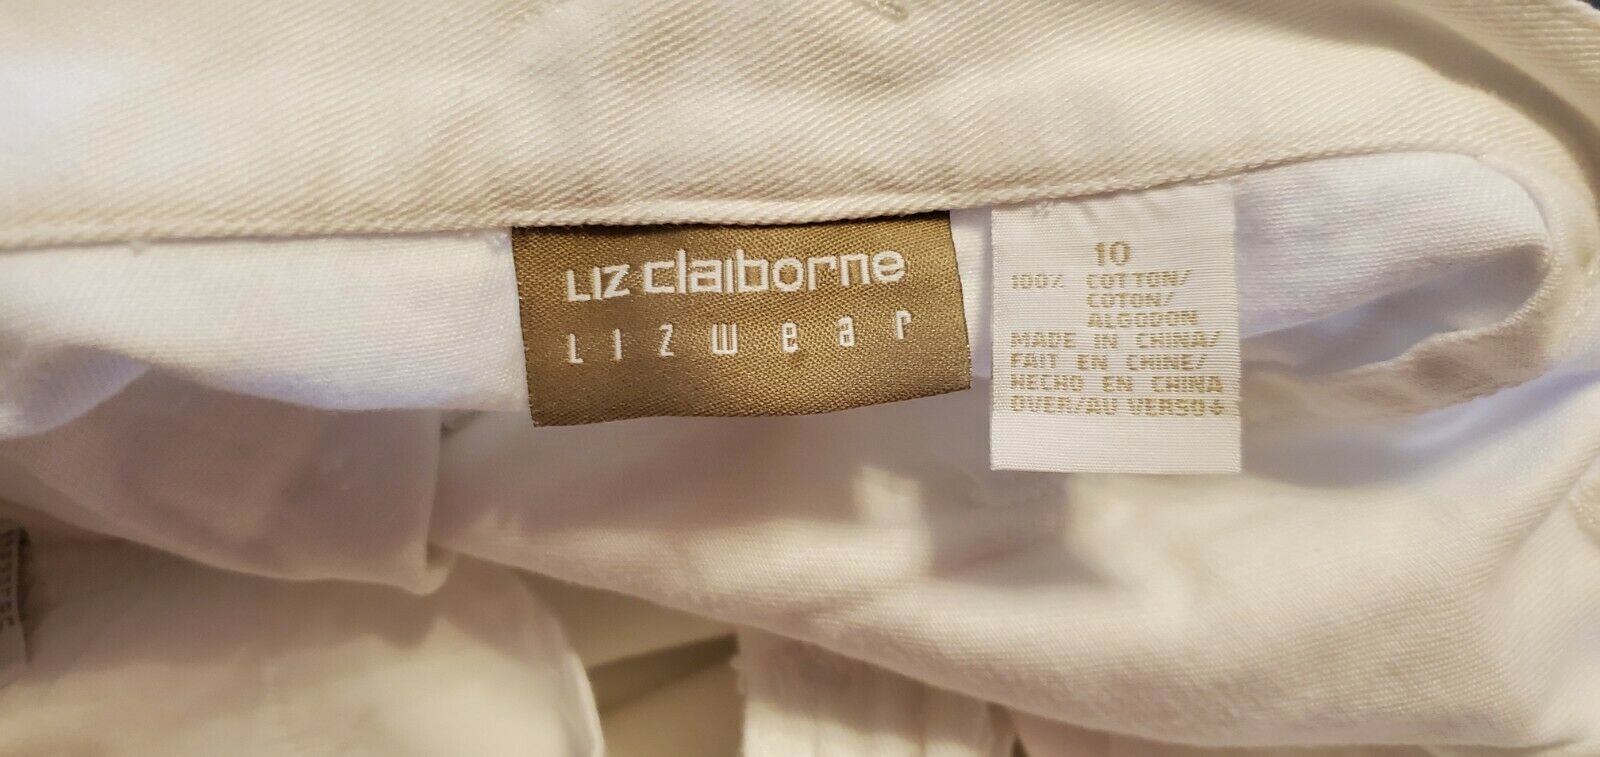 LIZ claiborne
LIZwear
10
100% COTTON/
COTON/
ALGODON
MADE IN CHINA/
FAIT EN CHINE/
HECHO EN CHINA
OVER/AU VERSO↓